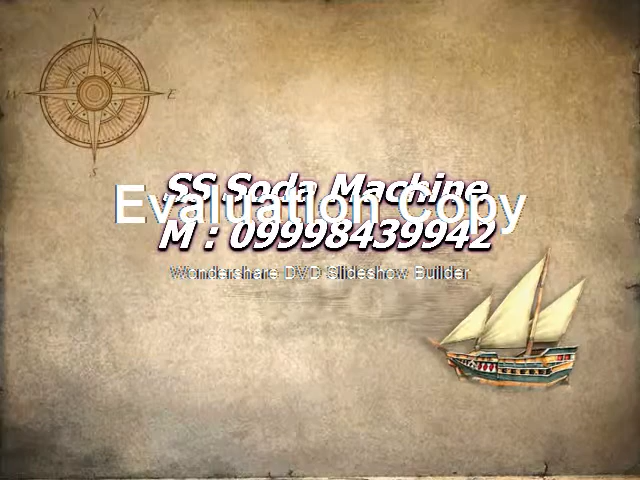 N
W E
S
SS Soda Machine
Evaluation Copy
M : 09998439942
Wondershare DVD Slideshow Builder